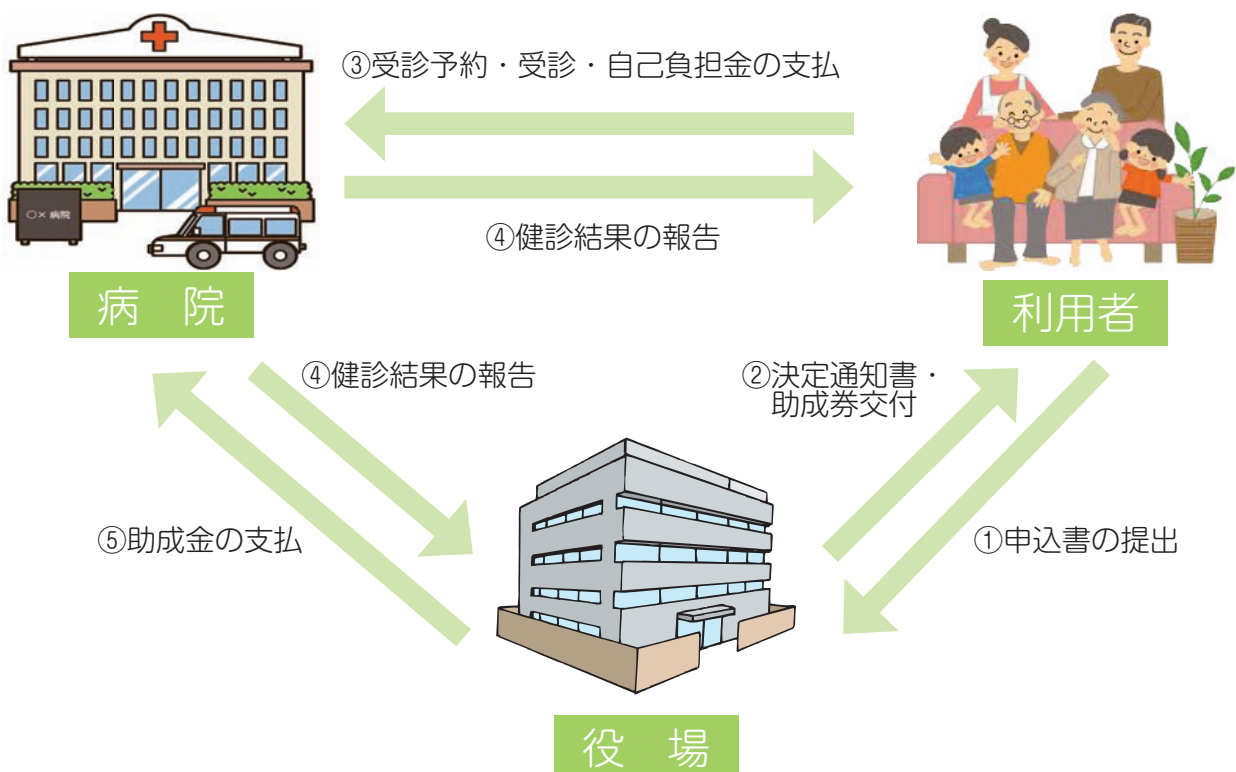 ③受診予約・受診・自己負担金の支払
④健診結果の報告
○×病院
病　院
利用者
④健診結果の報告
②決定通知書・
助成券交付
⑤助成金の支払
①申込書の提出
役　場